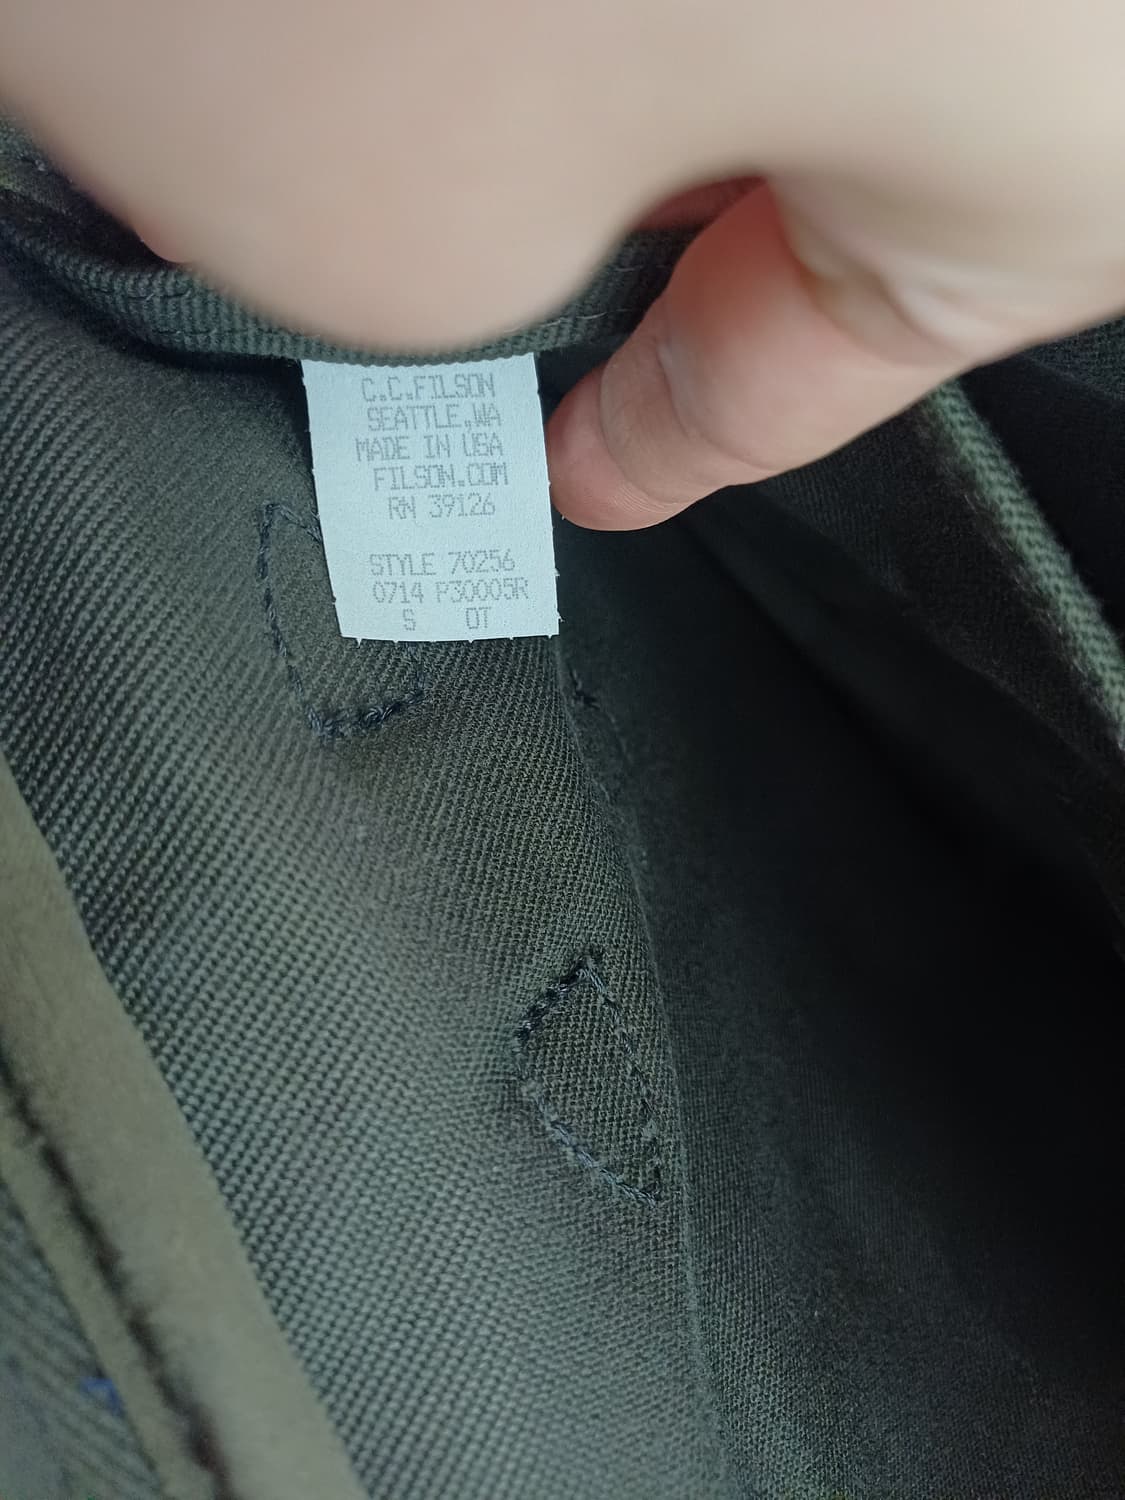 C.C.FILSON
SEATTLE,WA
MADE IN USA
FILSON.COM
RN 39126
STYLE 70256
0714 P30005R
S OT